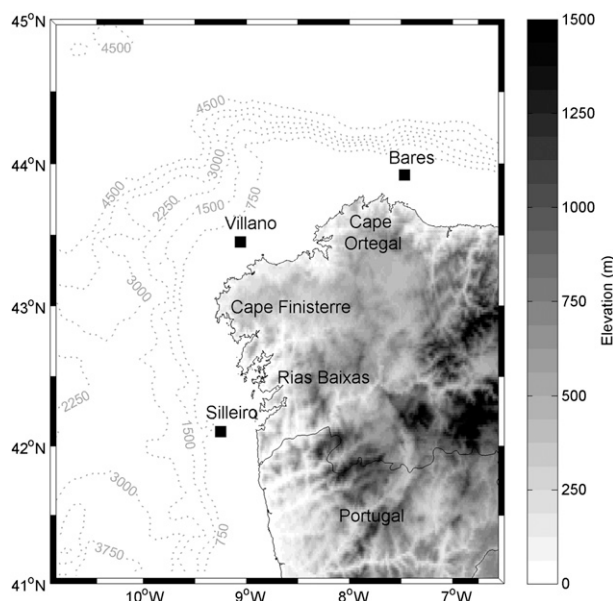 45°N
4500
1500
4500
1250
44°N
3000
Bares
4500
2250
750
1500
Villano
Cape
Ortegal
1000
3000
43°N
Cape Finisterre
750
Elevation (m)
2250
Rias Baixas
Silleiro
1500
500
42°N
3000
Portugal
250
750
3750
41°N
0
10°W
9°W
8°W
7°W